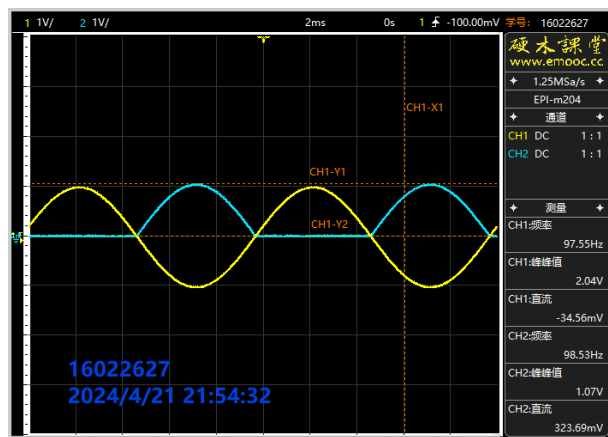 1 1V/ 2 1V/ 2ms 0s 1 -100.00mV 学号: 16022627
硬木課堂
www.emooc.cc
1.25MSa/s
EPI-m204
通道
CH1 DC 1 : 1
CH2 DC 1 : 1
测量
CH1:频率
97.55Hz
CH1:峰峰值
2.04V
CH1:直流
-34.56mV
CH2:频率
98.53Hz
CH2:峰峰值
1.07V
CH2:直流
323.69mV
CH1-X1
CH1-Y1
CH1-Y2
16022627
2024/4/21 21:54:32